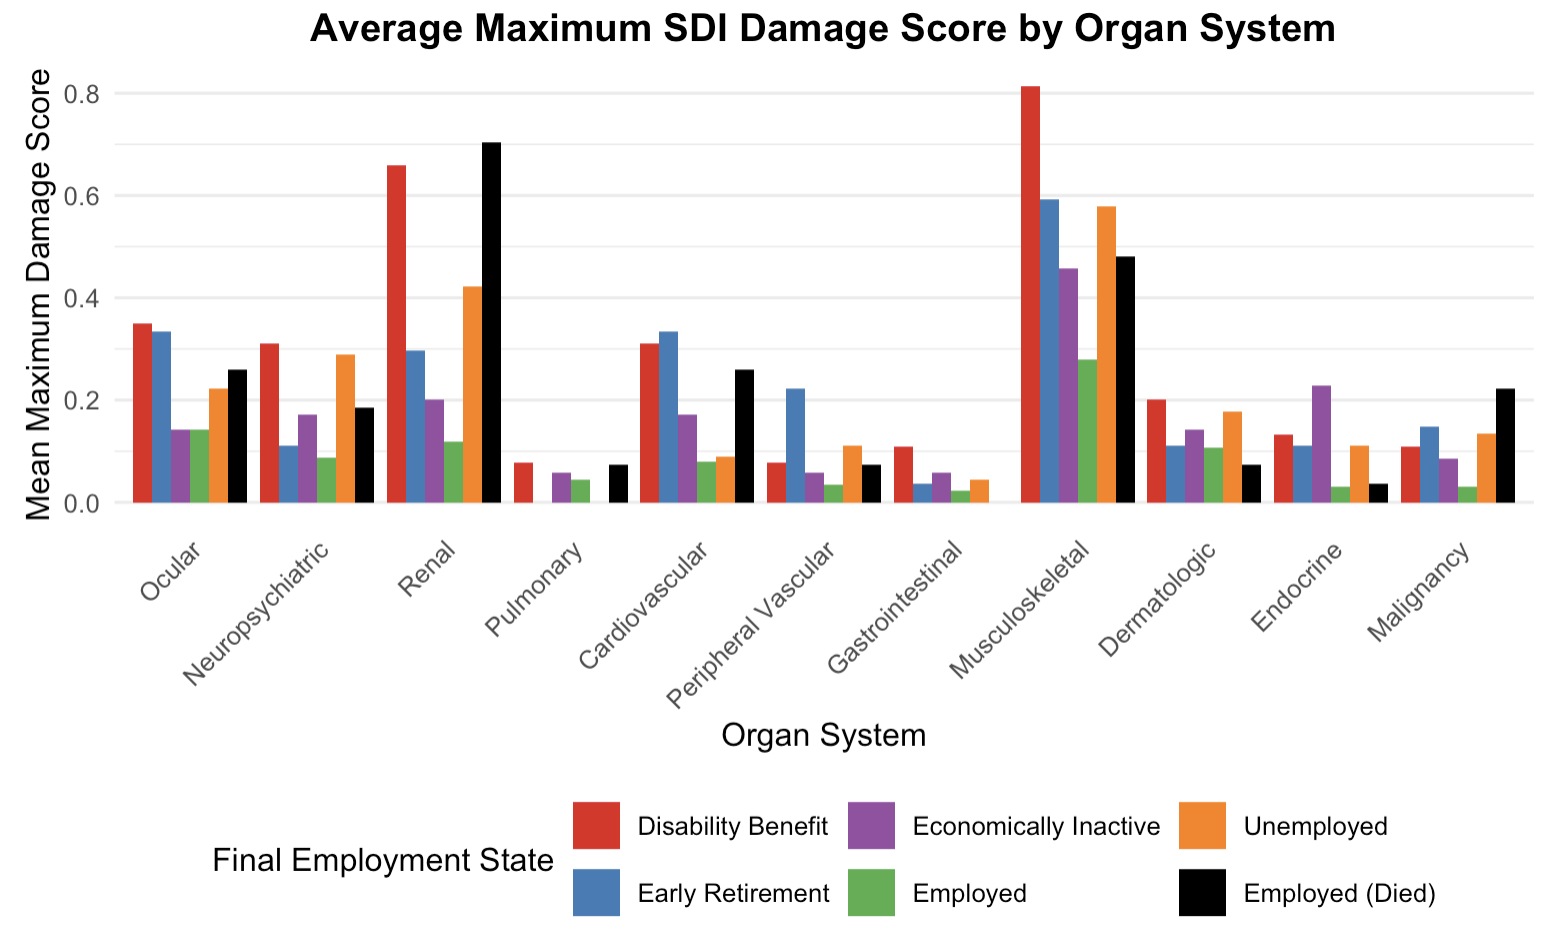 Average Maximum SDI Damage Score by Organ System
Mean Maximum Damage Score
0.8
0.6
0.4
0.2
0.0
Ocular
Neuropsychiatric
Renal
Pulmonary
Cardiovascular
Peripheral Vascular
Gastrointestinal
Musculoskeletal
Dermatologic
Endocrine
Malignancy
Organ System
Final Employment State
Disability Benefit
Economically Inactive
Unemployed
Early Retirement
Employed
Employed (Died)